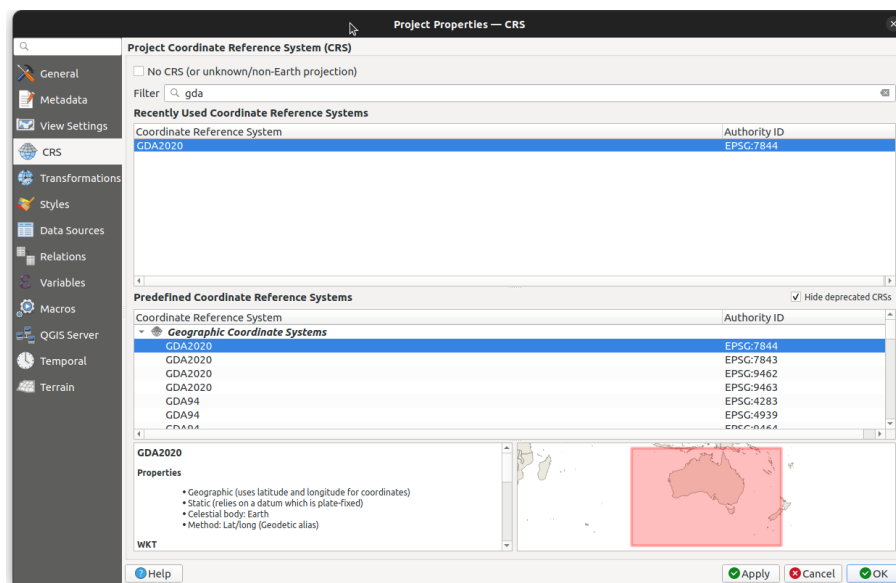 Project Properties — CRS
Project Coordinate Reference System (CRS)
General
Metadata
View Settings
CRS
Transformations
Styles
Data Sources
Relations
Variables
Macros
QGIS Server
Temporal
Terrain
No CRS (or unknown/non-Earth projection)
Filter gda
Recently Used Coordinate Reference Systems
Coordinate Reference System Authority ID
GDA2020 EPSG:7844
Predefined Coordinate Reference Systems Hide deprecated CRSs
Coordinate Reference System Authority ID
Geographic Coordinate Systems
GDA2020 EPSG:7844
GDA2020 EPSG:7843
GDA2020 EPSG:9462
GDA2020 EPSG:9463
GDA94 EPSG:4283
GDA94 EPSG:4939
GDA94 EPSG:9464
GDA2020
Properties
• Geographic (uses latitude and longitude for coordinates)
• Static (relies on a datum which is plate-fixed)
• Celestial body: Earth
• Method: Lat/long (Geodetic alias)
WKT
Help Apply Cancel OK